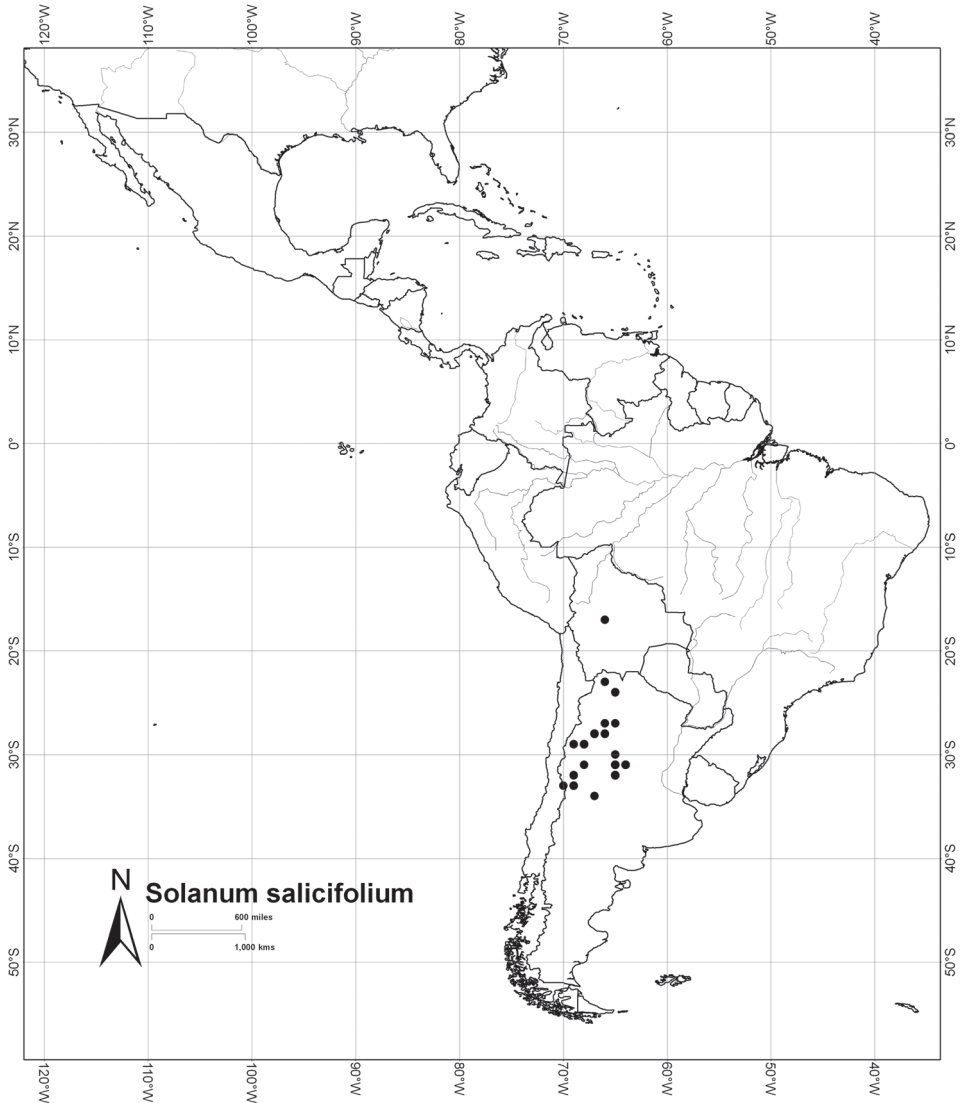 120°W 110°W 100°W 90°W 80°W 70°W 60°W 50°W 40°W
30°N 30°N
20°N 20°N
10°N 10°N
0° 0°
10°S 10°S
20°S 20°S
30°S 30°S
40°S 40°S
N
Solanum salicifolium
0 600 miles
0 1,000 kms
50°S 50°S
120°W 110°W 100°W 90°W 80°W 70°W 60°W 50°W 40°W